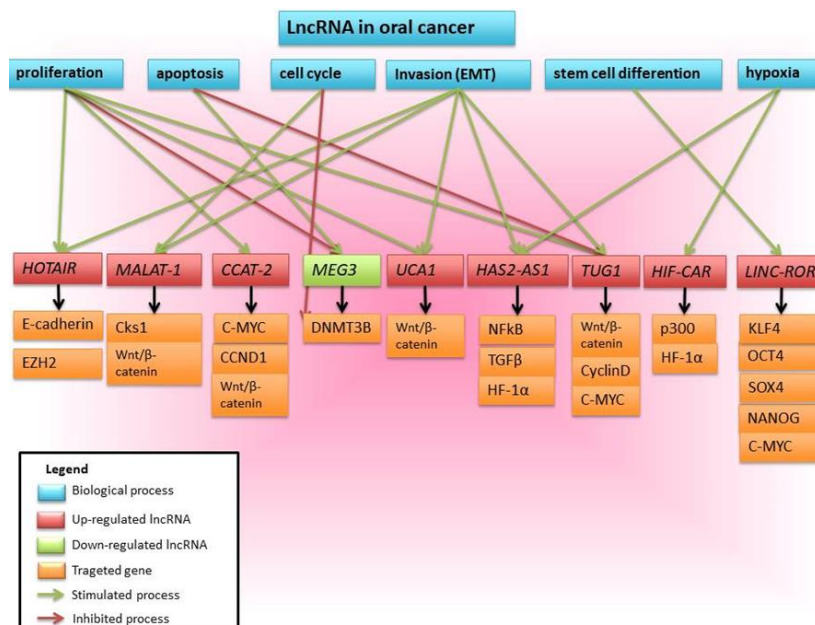 LncRNA in oral cancer
proliferation
apoptosis
cell cycle
Invasion (EMT)
stem cell differention
hypoxia
HOTAIR
MALAT-1
CCAT-2
MEG3
UCA1
HAS2-AS1
TUG1
HIF-CAR
LINC-ROR
E-cadherin
EZH2
Cks1
Wnt/β-
catenin
C-MYC
CCND1
Wnt/β-
catenin
DNMT3B
Wnt/β-
catenin
NFkB
TGFβ
HF-1α
Wnt/β-
catenin
CyclinD
C-MYC
p300
HF-1α
KLF4
OCT4
SOX4
NANOG
C-MYC
Legend
Biological process
Up-regulated lncRNA
Down-regulated lncRNA
Trageted gene
Stimulated process
Inhibited process